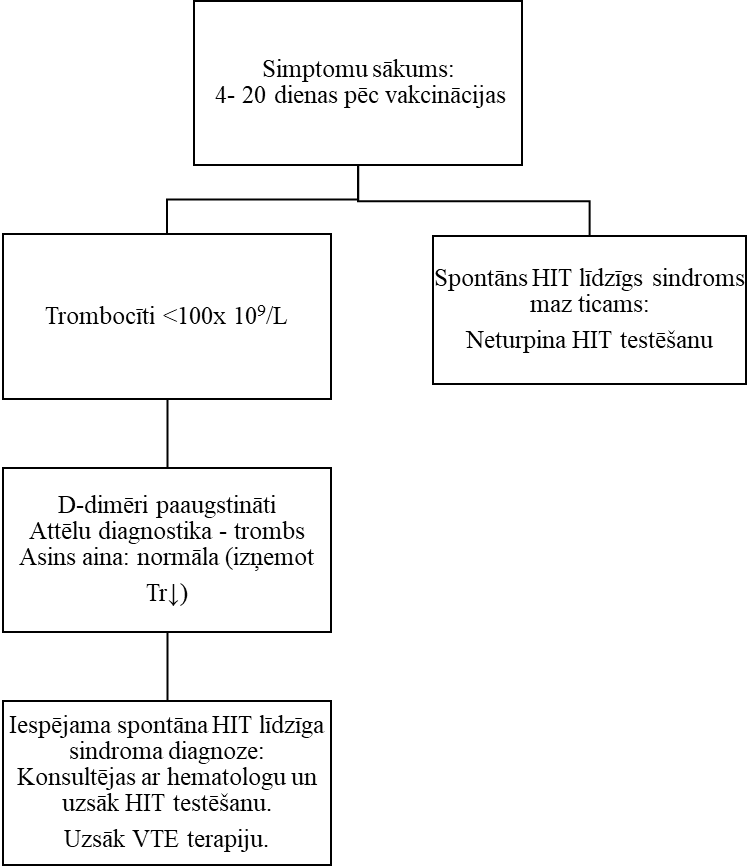 Simptomu sākums:
4- 20 dienas pēc vakcinācijas
Trombocīti <100x 10⁹/L
Spontāns HIT līdzīgs sindroms
maz ticams:
Neturpina HIT testēšanu
D-dimēri paaugstināti
Attēlu diagnostika - trombs
Asins aina: normāla (izņemot
Tr↓)
Iespējama spontāna HIT līdzīga
sindroma diagnoze:
Konsultējas ar hematologu un
uzsāk HIT testēšanu.
Uzsāk VTE terapiju.